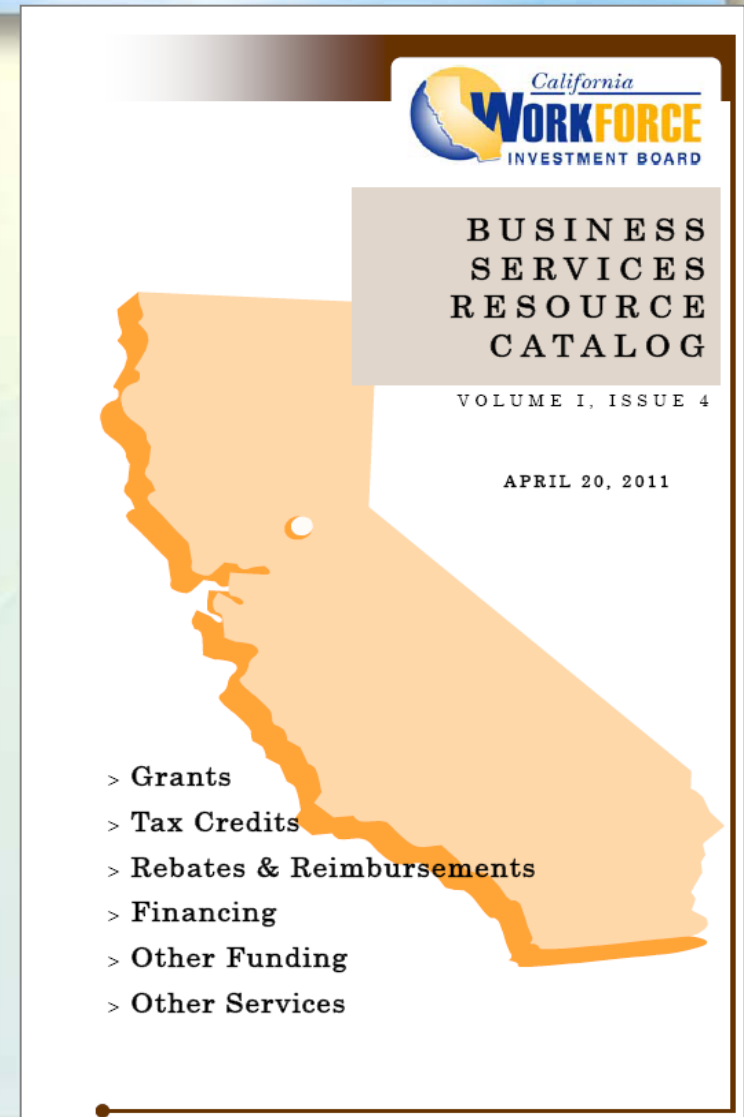 California
WORKFORCE
INVESTMENT BOARD
BUSINESS
SERVICES
RESOURCE
CATALOG
VOLUME I, ISSUE 4
APRIL 20, 2011
> Grants
> Tax Credits
> Rebates & Reimbursements
> Financing
> Other Funding
> Other Services